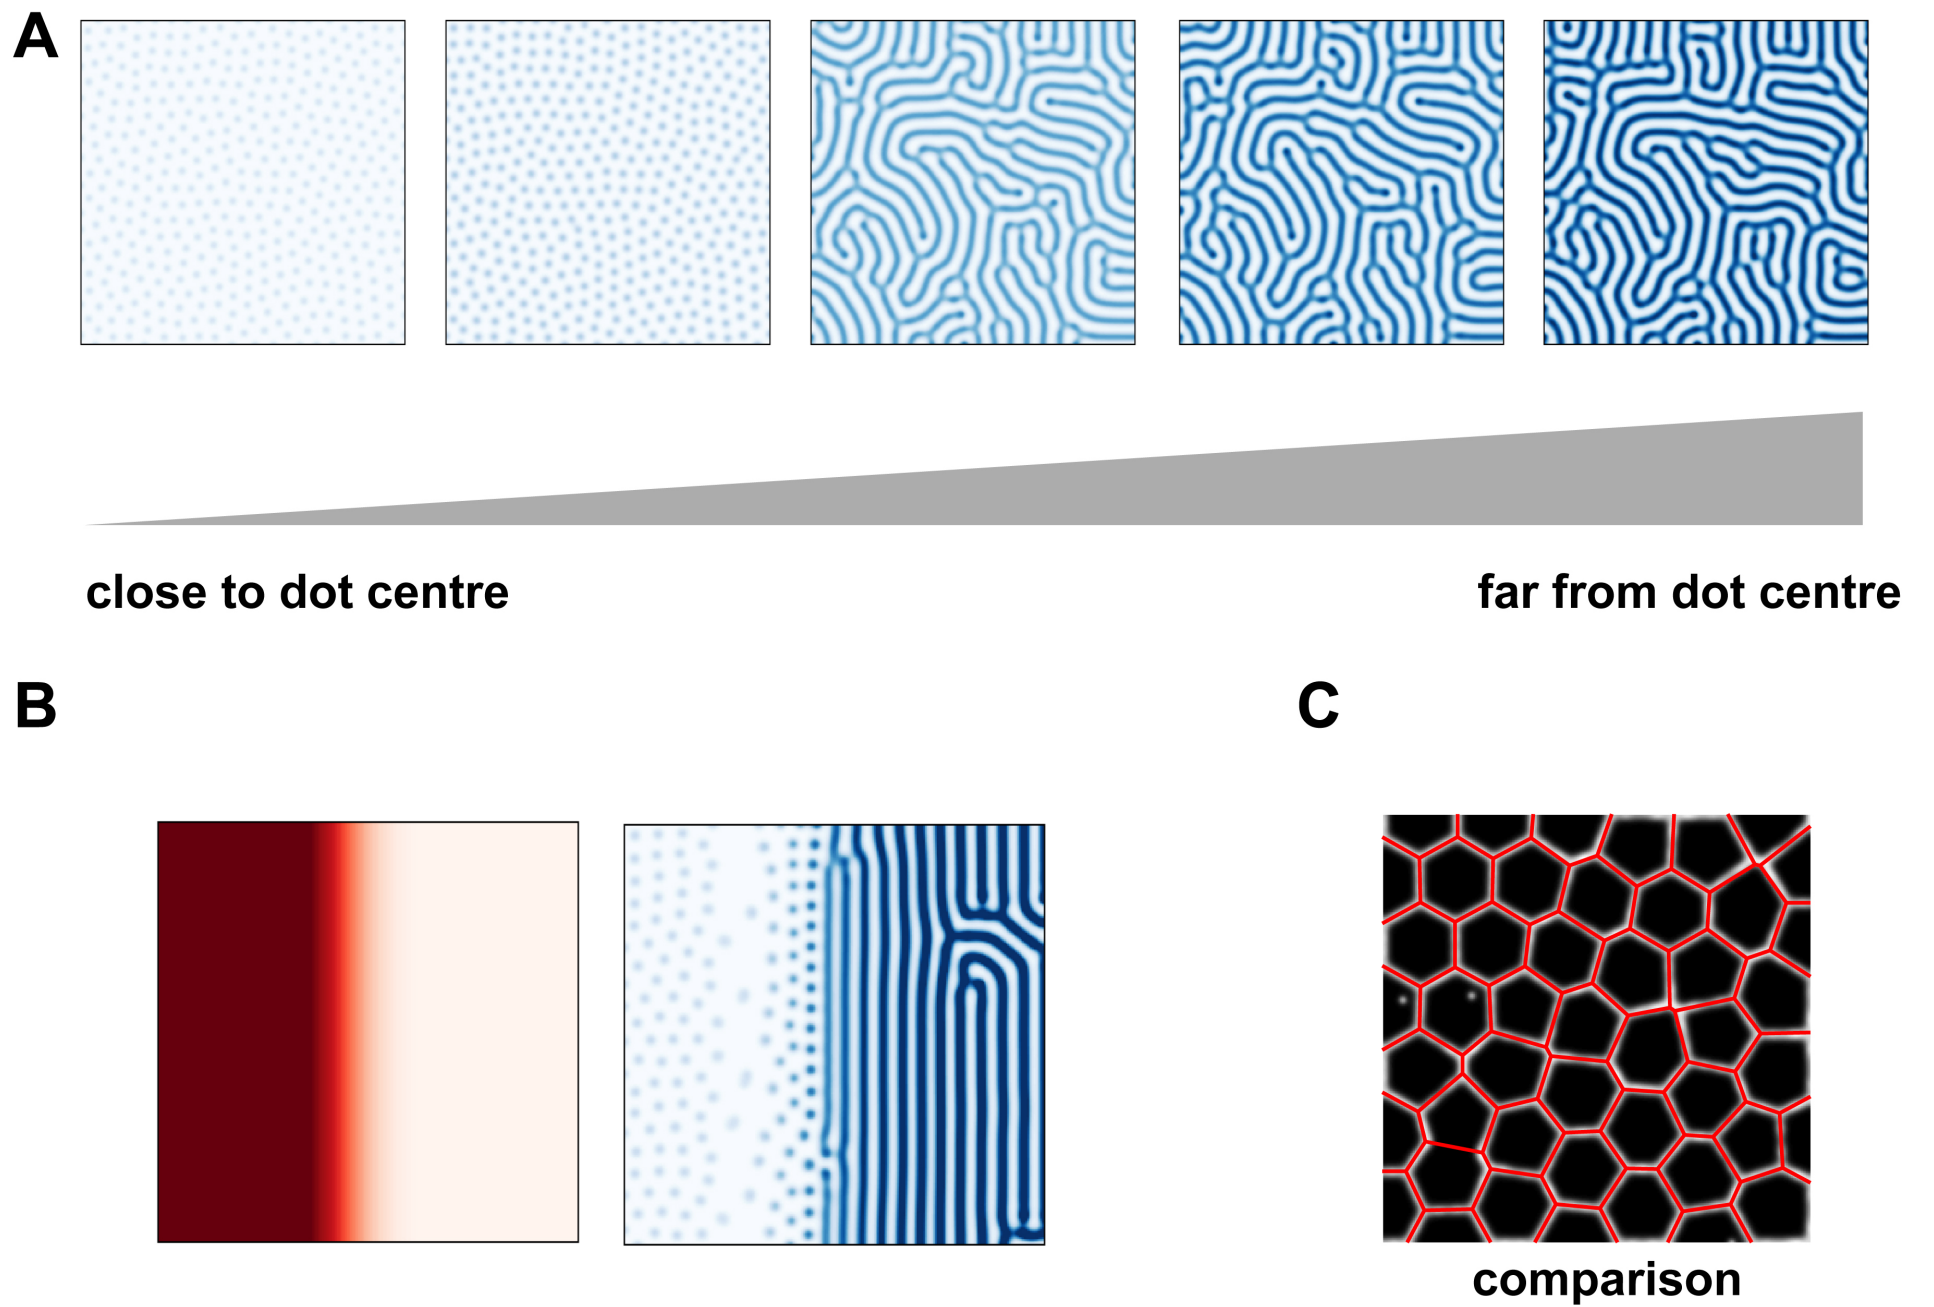 A
close to dot centre
far from dot centre
B
C
comparison